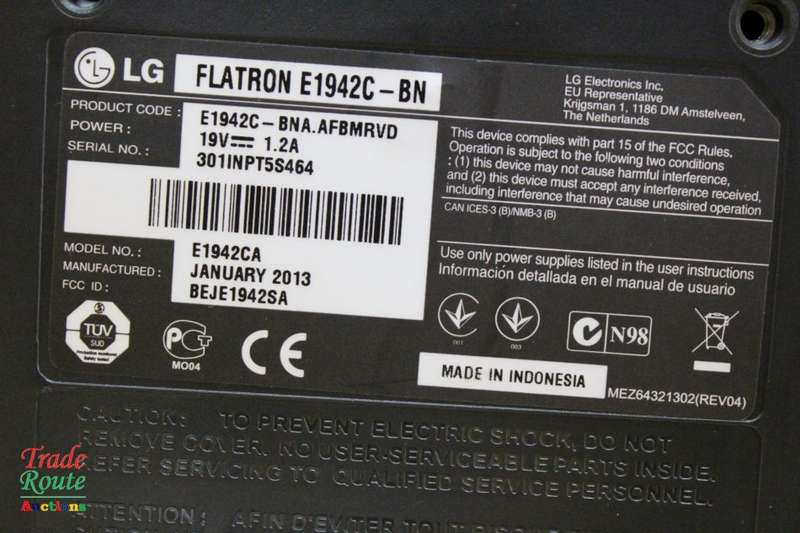 LG FLATRON E1942C-BN
LG Electronics Inc.
EU Representative
Krijgsman 1, 1186 DM Amstelveen,
The Netherlands
PRODUCT CODE : E1942C-BNA.AFBMRVD
POWER : 19V⎓ 1.2A
SERIAL NO. : 301INPT5S464
This device complies with part 15 of the FCC Rules.
Operation is subject to the following two conditions
: (1) this device may not cause harmful interference,
and (2) this device must accept any interference received,
including interference that may cause undesired operation
CAN ICES-3 (B)/NMB-3 (B)
MODEL NO. : E1942CA
MANUFACTURED : JANUARY 2013
FCC ID : BEJE1942SA
Use only power supplies listed in the user instructions
Información detallada en el manual de usuario
TÜV
SÜD
PCT
MO04
CE
001
003
N98
MADE IN INDONESIA
MEZ64321302(REV04)
CAUTION: TO PREVENT ELECTRIC SHOCK, DO NOT
REMOVE COVER. NO USER-SERVICEABLE PARTS INSIDE.
REFER SERVICING TO QUALIFIED SERVICE PERSONNEL.
ATTENTION : AFIN D'ÉVITER TOUT
Trade
Route
Auctions